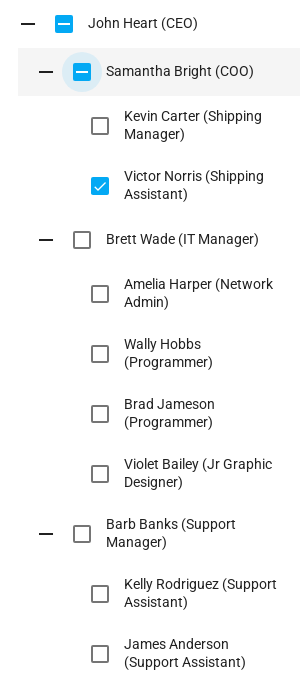 John Heart (CEO)
Samantha Bright (COO)
Kevin Carter (Shipping
Manager)
Victor Norris (Shipping
Assistant)
Brett Wade (IT Manager)
Amelia Harper (Network
Admin)
Wally Hobbs
(Programmer)
Brad Jameson
(Programmer)
Violet Bailey (Jr Graphic
Designer)
Barb Banks (Support
Manager)
Kelly Rodriguez (Support
Assistant)
James Anderson
(Support Assistant)